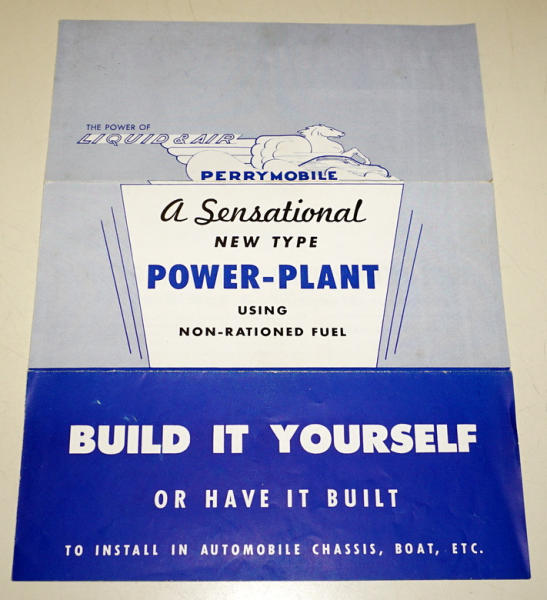 THE POWER OF
LIQUID & AIR
PERRYMOBILE
A Sensational
NEW TYPE
POWER-PLANT
USING
NON-RATIONED FUEL
BUILD IT YOURSELF
OR HAVE IT BUILT
TO INSTALL IN AUTOMOBILE CHASSIS, BOAT, ETC.